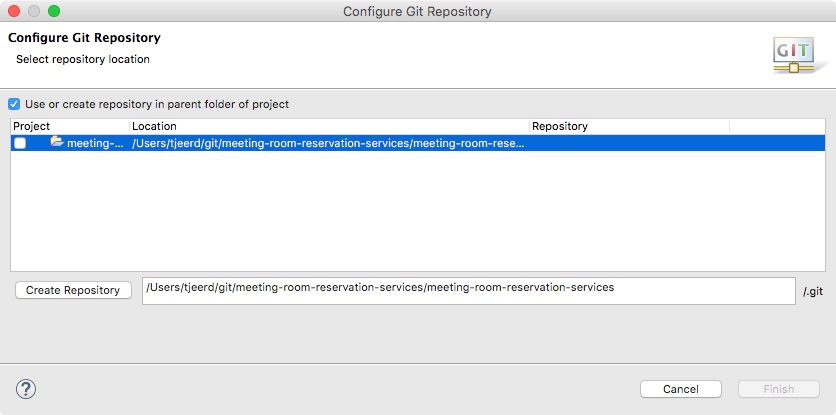 Configure Git Repository
Configure Git Repository
Select repository location
GIT
Use or create repository in parent folder of project
Project Location Repository
meeting-... /Users/tjeerd/git/meeting-room-reservation-services/meeting-room-rese...
Create Repository /Users/tjeerd/git/meeting-room-reservation-services/meeting-room-reservation-services /.git
? Cancel Finish